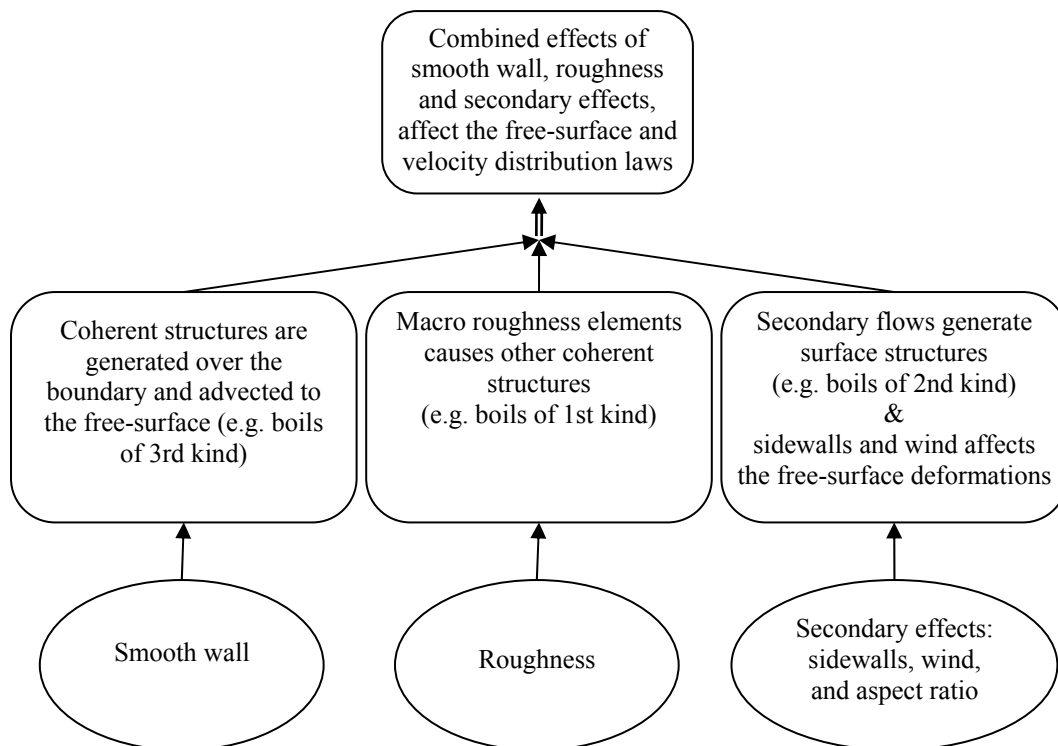 Combined effects of
smooth wall, roughness
and secondary effects,
affect the free-surface and
velocity distribution laws
Coherent structures are
generated over the
boundary and advected to
the free-surface (e.g. boils
of 3rd kind)
Macro roughness elements
causes other coherent
structures
(e.g. boils of 1st kind)
Secondary flows generate
surface structures
(e.g. boils of 2nd kind)
&
sidewalls and wind affects
the free-surface deformations
Smooth wall
Roughness
Secondary effects:
sidewalls, wind,
and aspect ratio